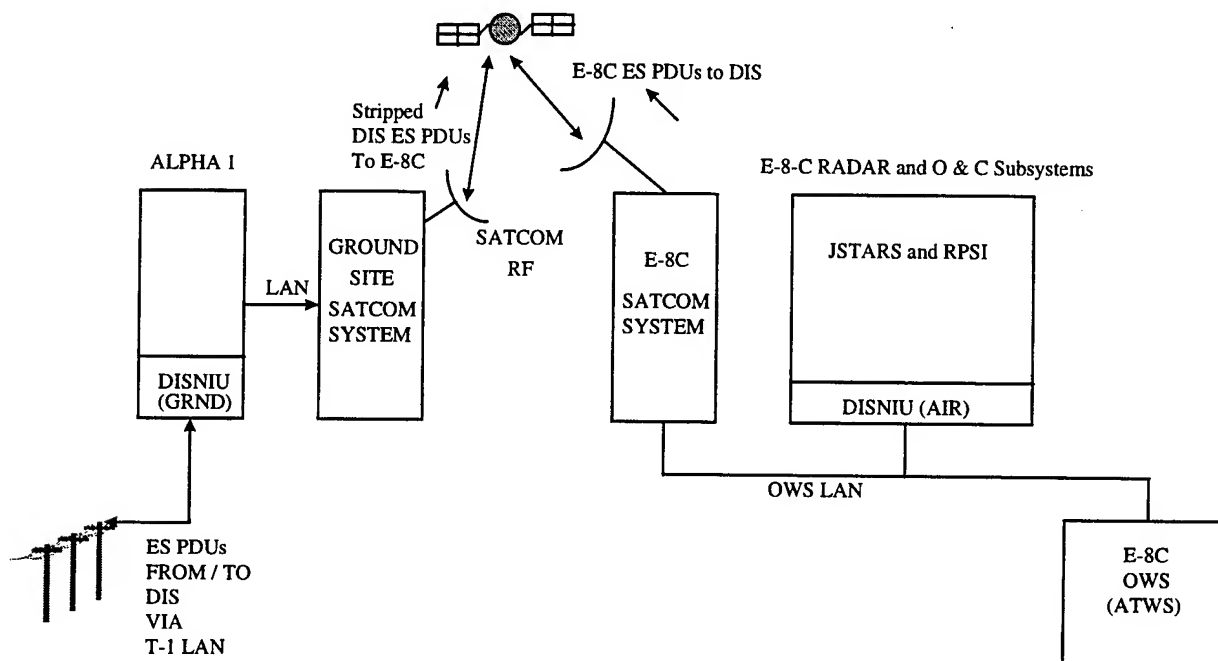 E-8C ES PDUs to DIS
Stripped
DIS ES PDUs
To E-8C
ALPHA 1
E-8-C RADAR and O & C Subsystems
GROUND
SITE
SATCOM
SYSTEM
LAN
SATCOM
RF
E-8C
SATCOM
SYSTEM
JSTARS and RPSI
DISNIU
(GRND)
DISNIU (AIR)
OWS LAN
ES PDUs
FROM / TO
DIS
VIA
T-1 LAN
E-8C
OWS
(ATWS)